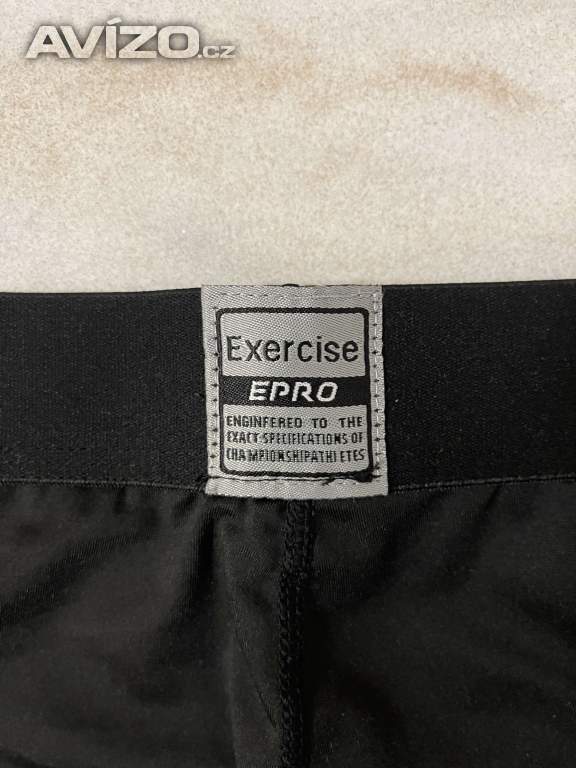 AVÍZO.cz
Exercise
EPRO
ENGINFERED TO THE
EXACT SPECIFICATIONS OF
CHAMPIONSHIPATHLETES